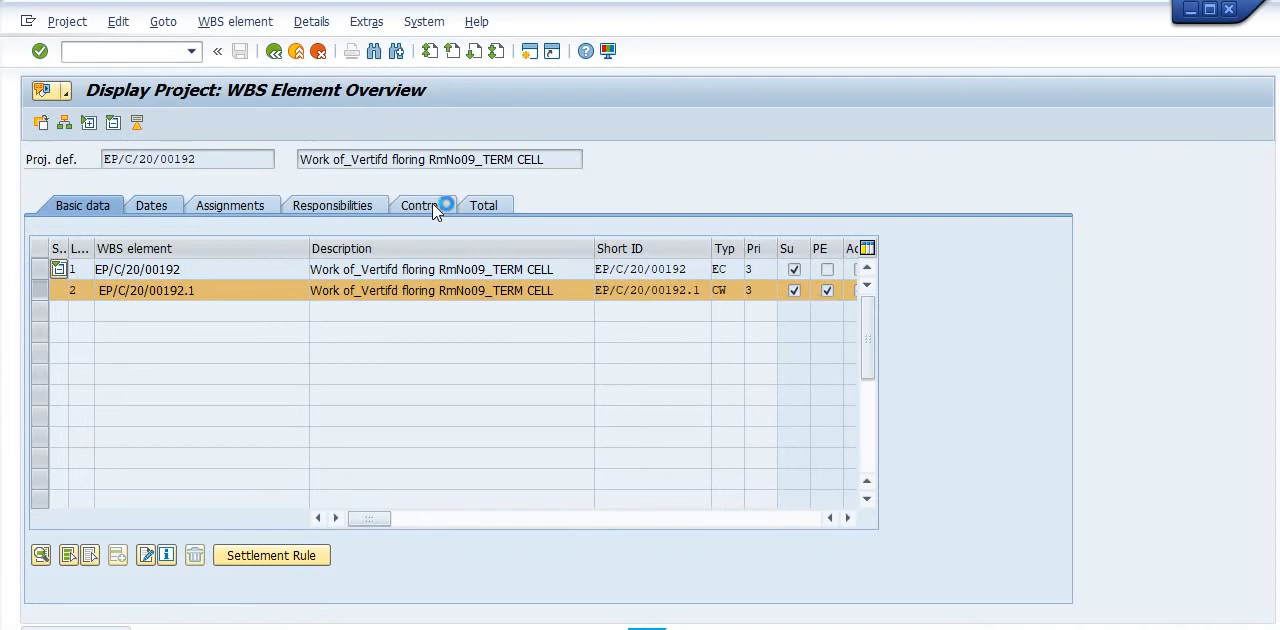 Project Edit Goto WBS element Details Extras System Help
Display Project: WBS Element Overview
Proj. def. EP/C/20/00192 Work of_Vertifd floring RmNo09_TERM CELL
Basic data Dates Assignments Responsibilities Contr Total
S.. L... WBS element Description Short ID Typ Pri Su PE Ac
1 EP/C/20/00192 Work of_Vertifd floring RmNo09_TERM CELL EP/C/20/00192 EC 3
2 EP/C/20/00192.1 Work of_Vertifd floring RmNo09_TERM CELL EP/C/20/00192.1 CW 3
Settlement Rule